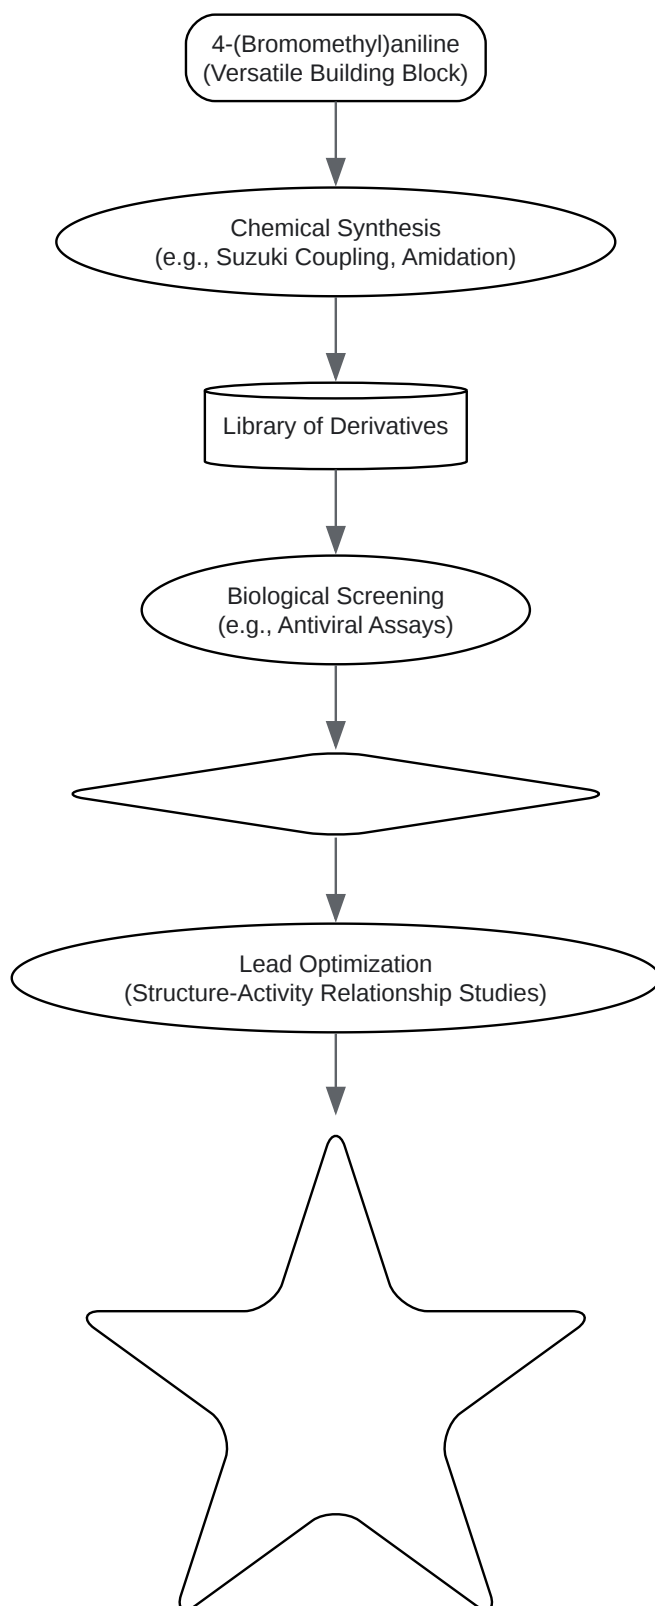 4-(Bromomethyl)aniline
(Versatile Building Block)
Chemical Synthesis
(e.g., Suzuki Coupling, Amidation)
Library of Derivatives
Biological Screening
(e.g., Antiviral Assays)
Lead Optimization
(Structure-Activity Relationship Studies)